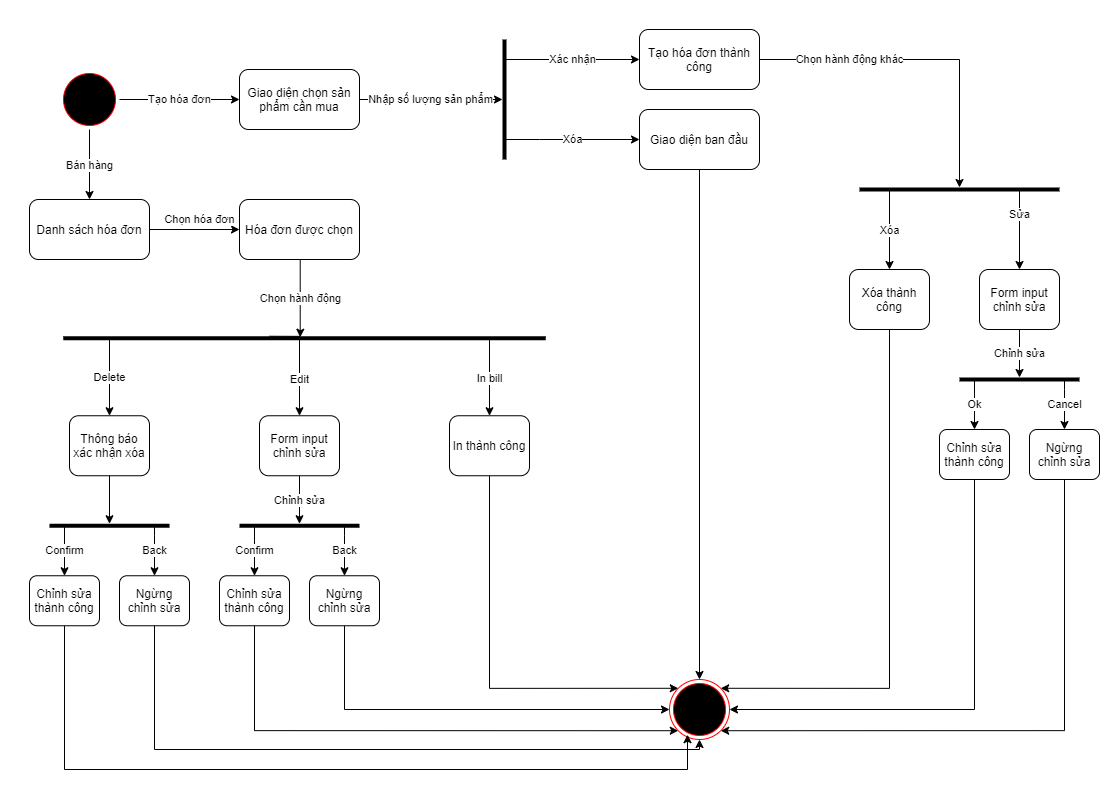 Tạo hóa đơn
Giao diện chọn sản
phẩm cần mua
Nhập số lượng sản phẩm
Xác nhận
Tạo hóa đơn thành
công
Chọn hành động khác
Xóa
Giao diện ban đầu
Bán hàng
Danh sách hóa đơn
Chọn hóa đơn
Hóa đơn được chọn
Chọn hành động
Xóa
Sửa
Xóa thành
công
Form input
chỉnh sửa
Chỉnh sửa
Ok
Cancel
Chỉnh sửa
thành công
Ngừng
chỉnh sửa
Delete
Edit
In bill
Thông báo
xác nhận xóa
Form input
chỉnh sửa
In thành công
Chỉnh sửa
Confirm
Back
Confirm
Back
Chỉnh sửa
thành công
Ngừng
chỉnh sửa
Chỉnh sửa
thành công
Ngừng
chỉnh sửa